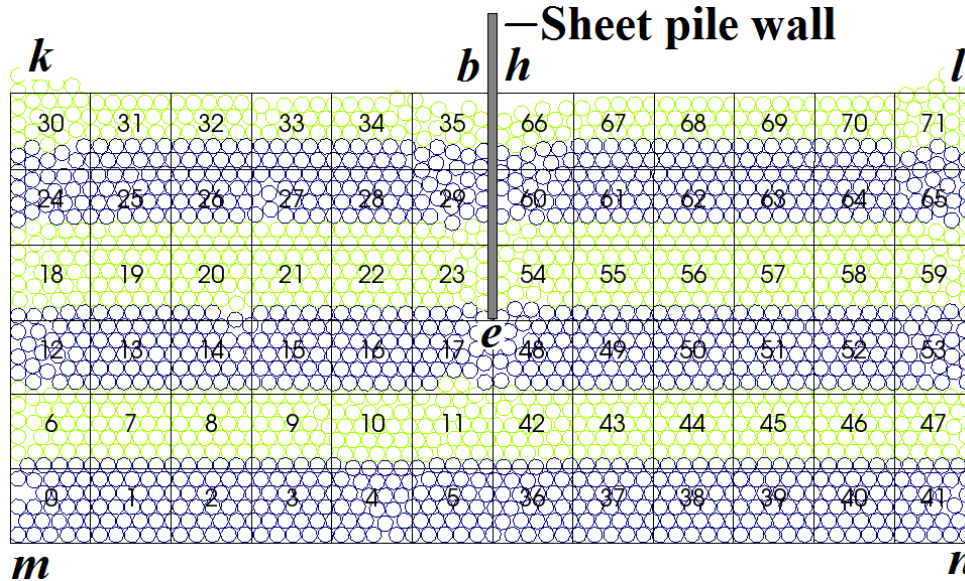 Sheet pile wall
k b h l
30 31 32 33 34 35 66 67 68 69 70 71
24 25 26 27 28 29 60 61 62 63 64 65
18 19 20 21 22 23 54 55 56 57 58 59
e
12 13 14 15 16 17 48 49 50 51 52 53
6 7 8 9 10 11 42 43 44 45 46 47
0 1 2 3 4 5 36 37 38 39 40 41
m n